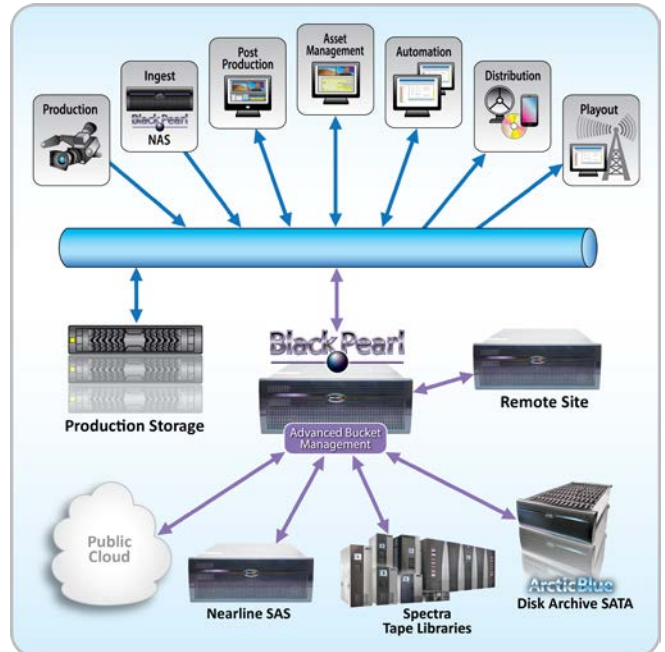 Production
Ingest
BlackPearl
NAS
Post
Production
Asset
Management
Automation
Distribution
Playout
BlackPearl
Production Storage
Advanced Bucket
Management
Remote Site
Public
Cloud
Nearline SAS
Spectra
Tape Libraries
ArcticBlue
Disk Archive SATA